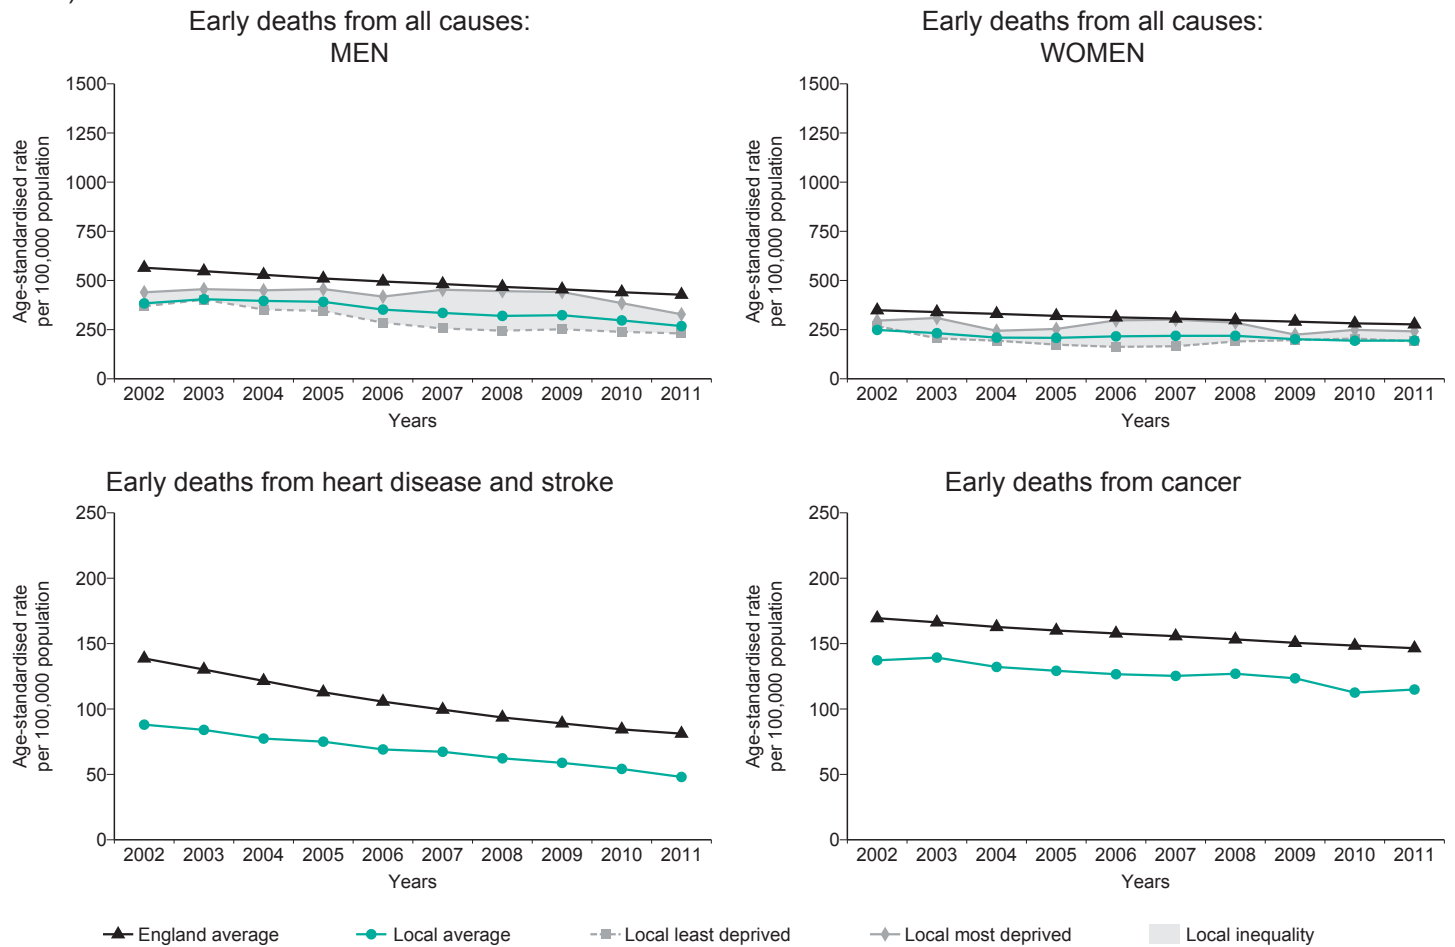 Early deaths from all causes:
MEN
1500
1250
1000
750
500
250
0
Age-standardised rate
per 100,000 population
2002 2003 2004 2005 2006 2007 2008 2009 2010 2011
Years
Early deaths from all causes:
WOMEN
1500
1250
1000
750
500
250
0
Age-standardised rate
per 100,000 population
2002 2003 2004 2005 2006 2007 2008 2009 2010 2011
Years
Early deaths from heart disease and stroke
250
200
150
100
50
0
Age-standardised rate
per 100,000 population
2002 2003 2004 2005 2006 2007 2008 2009 2010 2011
Years
Early deaths from cancer
250
200
150
100
50
0
Age-standardised rate
per 100,000 population
2002 2003 2004 2005 2006 2007 2008 2009 2010 2011
Years
England average Local average Local least deprived Local most deprived Local inequality